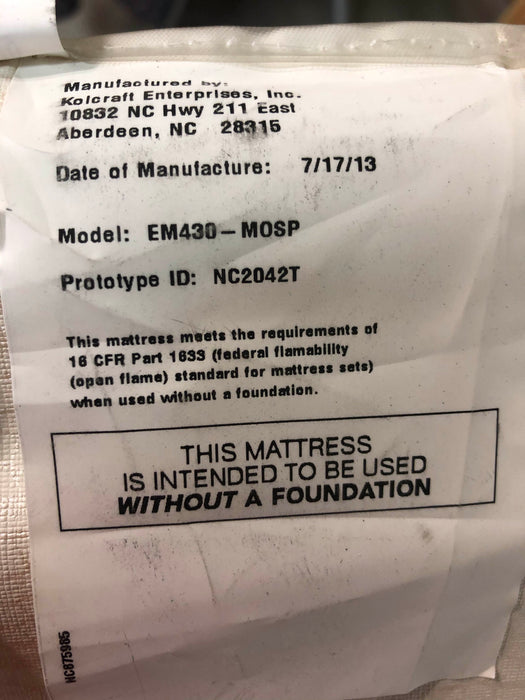 Manufactured by:
Kolcraft Enterprises, Inc.
10832 NC Hwy 211 East
Aberdeen, NC 28315
Date of Manufacture: 7/17/13
Model: EM430-MOSP
Prototype ID: NC2042T
This mattress meets the requirements of
16 CFR Part 1633 (federal flamability
(open flame) standard for mattress sets)
when used without a foundation.
THIS MATTRESS
IS INTENDED TO BE USED
WITHOUT A FOUNDATION
NC875985